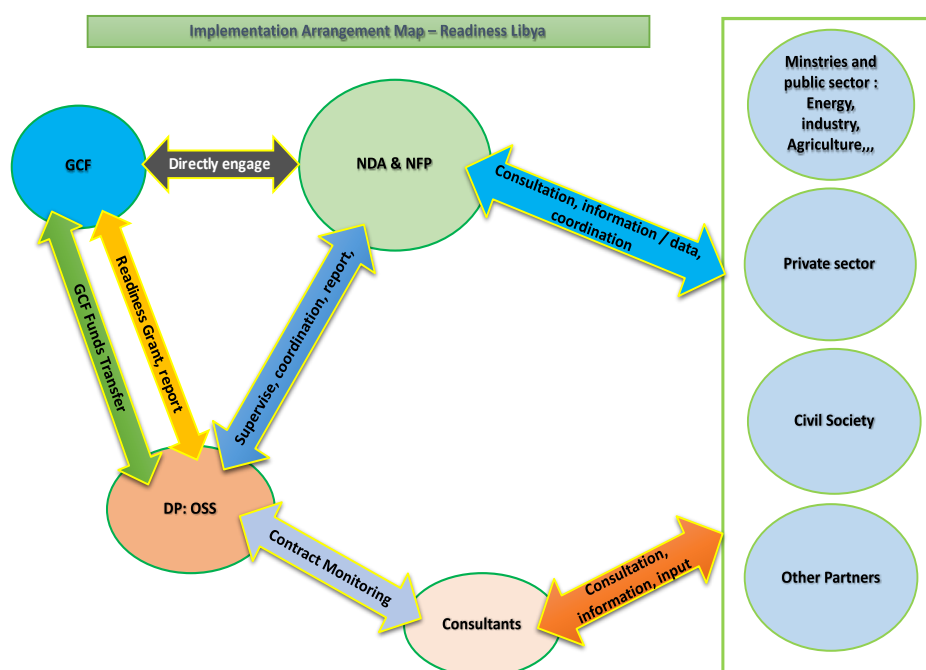 Implementation Arrangement Map – Readiness Libya
Minstries and
public sector :
Energy,
industry,
Agriculture,,,
GCF
Directly engage
NDA & NFP
Consultation, information / data,
coordination
Private sector
GCF Funds Transfer
Readiness Grant, report
Supervise, coordination, report,
Civil Society
DP: OSS
Contract Monitoring
Consultation,
information, input
Other Partners
Consultants